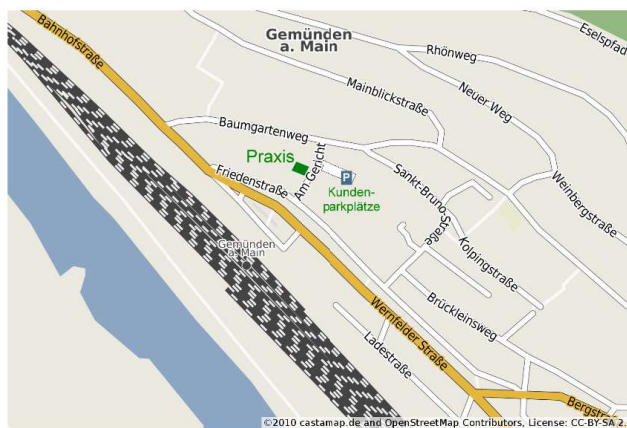 Bahnhofstraße
Gemünden
a. Main
Eselspfad
Rhönweg
Mainblickstraße
Neuer Weg
Baumgartenweg
Praxis
Am Gericht
P
Kunden-
parkplätze
Friedenstraße
Sankt-Bruno-Straße
Weinbergstraße
Kolpingstraße
Gemünden
a. Main
Brückleinsweg
Wernfelder Straße
Ladestraße
Bergstraße
©2010 castamap.de and OpenStreetMap Contributors, License: CC-BY-SA 2.